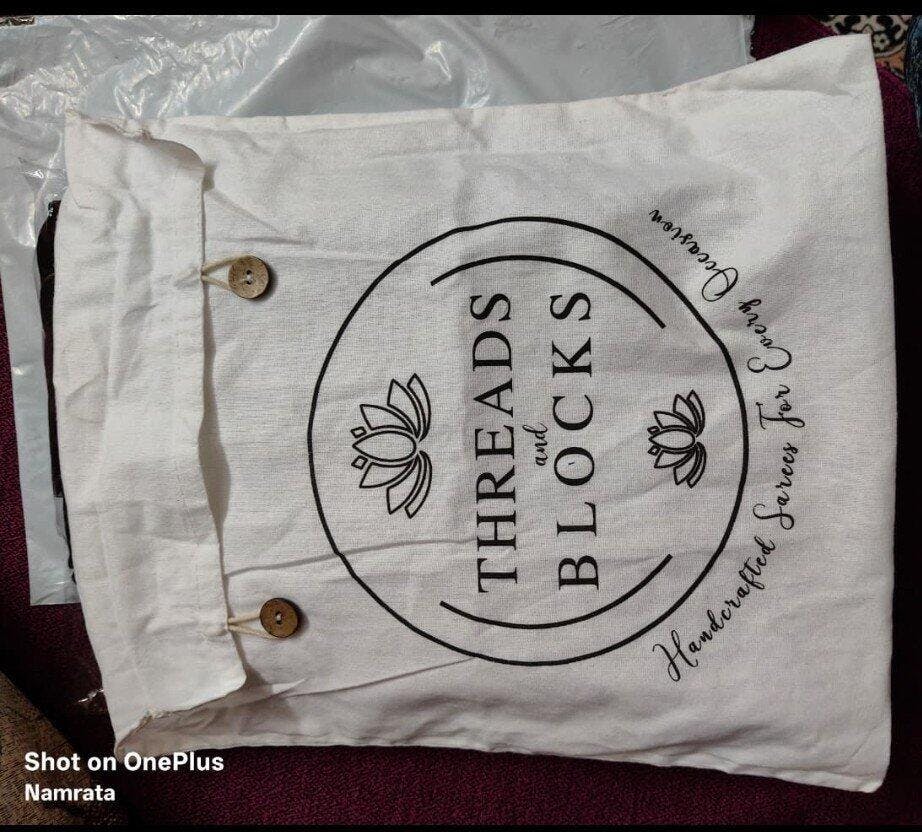 THREADS
and
BLOCKS
Handcrafted Sarees For Every Occasion
Shot on OnePlus
Namrata